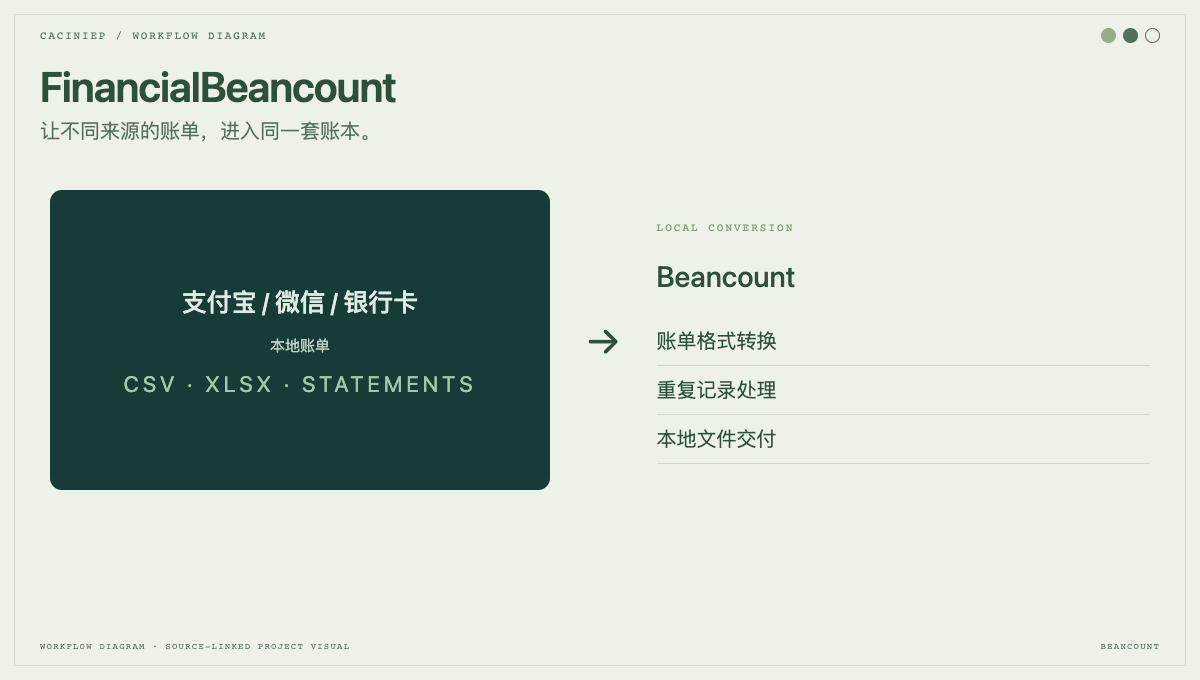 CACINIEP / WORKFLOW DIAGRAM
FinancialBeancount
让不同来源的账单，进入同一套账本。
支付宝 / 微信 / 银行卡
本地账单
CSV · XLSX · STATEMENTS
LOCAL CONVERSION
Beancount
账单格式转换
重复记录处理
本地文件交付
WORKFLOW DIAGRAM · SOURCE-LINKED PROJECT VISUAL
BEANCOUNT